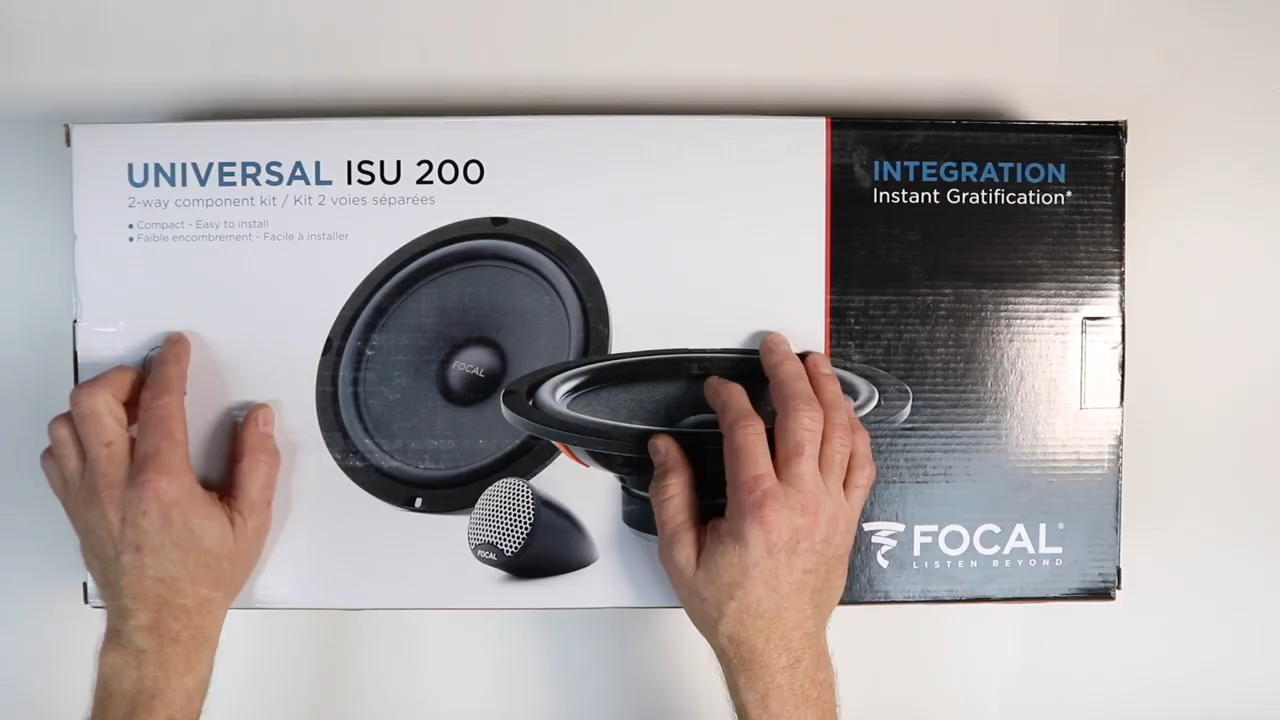 UNIVERSAL ISU 200
2-way component kit / Kit 2 voies séparées
• Compact - Easy to install
• Faible encombrement - Facile à installer
INTEGRATION
Instant Gratification*
FOCAL
FOCAL
FOCAL®
LISTEN BEYOND